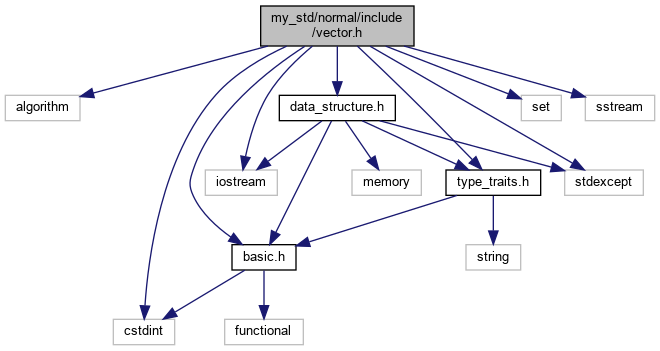 my_std/normal/include
/vector.h
algorithm
data_structure.h
set
sstream
iostream
memory
type_traits.h
stdexcept
basic.h
string
cstdint
functional